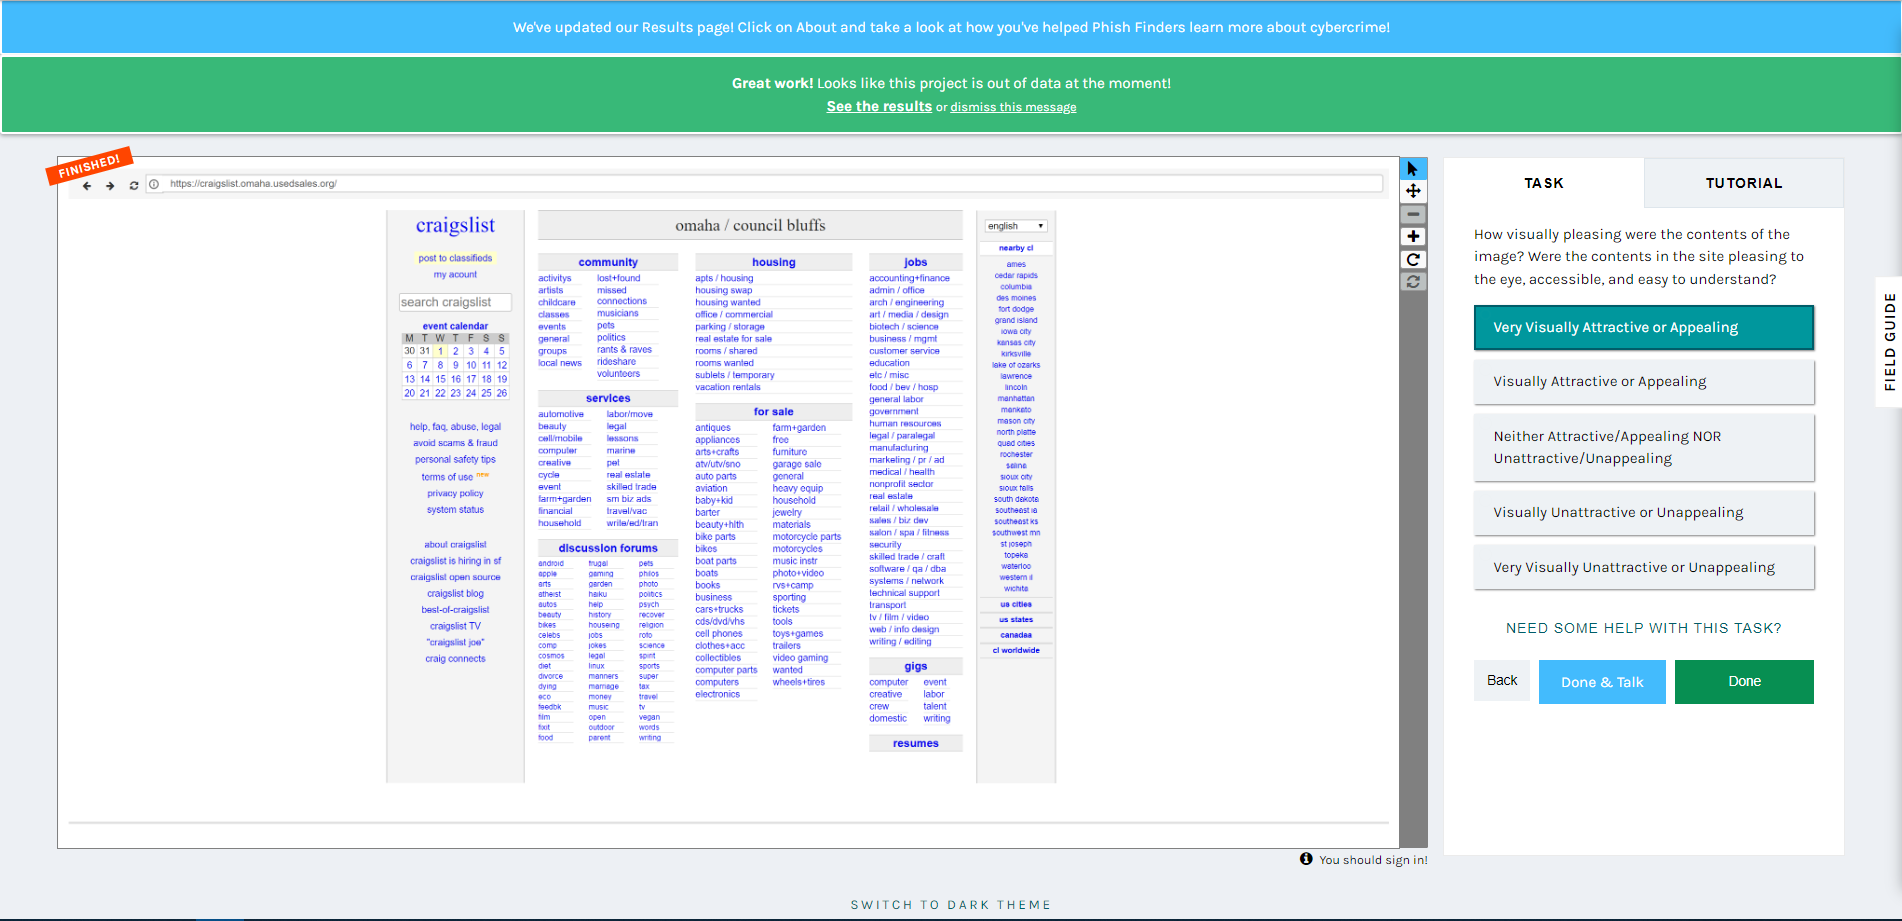 We've updated our Results page! Click on About and take a look at how you've helped Phish Finders learn more about cybercrime!
Great work! Looks like this project is out of data at the moment!
See the results or dismiss this message
FINISHED!
https://craigslist.omaha.usedsales.org/
craigslist
post to classifieds
my acount
search craigslist
event calendar
M T W T F S S
30 31 1 2 3 4 5
6 7 8 9 10 11 12
13 14 15 16 17 18 19
20 21 22 23 24 25 26
help, faq, abuse, legal
avoid scams & fraud
personal safety tips
terms of use new
privacy policy
system status
about craigslist
craigslist is hiring in sf
craigslist open source
craigslist blog
best-of-craigslist
craigslist TV
"craigslist joe"
craig connects
omaha / council bluffs
community
activitys
artists
childcare
classes
events
general
groups
local news
lost+found
missed
connections
musicians
pets
politics
rants & raves
rideshare
volunteers
services
automotive
beauty
cell/mobile
computer
creative
cycle
event
farm+garden
financial
household
labor/move
legal
lessons
marine
pet
real estate
skilled trade
sm biz ads
travel/vac
write/ed/tran
discussion forums
android
apple
arts
atheist
autos
beauty
bikes
celebs
comp
cosmos
diet
divorce
dying
eco
feedbk
film
fixit
food
frugal
gaming
garden
haiku
help
history
houseing
jobs
jokes
legal
linux
manners
marriage
money
music
open
outdoor
parent
pets
philos
photo
politics
psych
recover
religion
rofo
science
spirit
sports
super
tax
travel
tv
vegan
words
writing
housing
apts / housing
housing swap
housing wanted
office / commercial
parking / storage
real estate for sale
rooms / shared
rooms wanted
sublets / temporary
vacation rentals
for sale
antiques
appliances
arts+crafts
atv/utv/sno
auto parts
aviation
baby+kid
barter
beauty+hlth
bike parts
bikes
boat parts
boats
books
business
cars+trucks
cds/dvd/vhs
cell phones
clothes+acc
collectibles
computer parts
computers
electronics
farm+garden
free
furniture
garage sale
general
heavy equip
household
jewelry
materials
motorcycle parts
motorcycles
music instr
photo+video
rvs+camp
sporting
tickets
tools
toys+games
trailers
video gaming
wanted
wheels+tires
jobs
accounting+finance
admin / office
arch / engineering
art / media / design
biotech / science
business / mgmt
customer service
education
etc / misc
food / bev / hosp
general labor
government
human resources
legal / paralegal
manufacturing
marketing / pr / ad
medical / health
nonprofit sector
real estate
retail / wholesale
sales / biz dev
salon / spa / fitness
security
skilled trade / craft
software / qa / dba
systems / network
technical support
transport
tv / film / video
web / info design
writing / editing
gigs
computer
creative
crew
domestic
event
labor
talent
writing
resumes
english
nearby cl
ames
cedar rapids
columbia
des moines
fort dodge
grand island
iowa city
kansas city
kirksville
lake of ozarks
lawrence
lincoln
manhattan
mankato
mason city
north platte
quad cities
rochester
salina
sioux city
sioux falls
south dakota
southeast ia
southeast ks
southwest mn
st joseph
topeka
waterloo
western il
wichita
us cities
us states
canadaa
cl worldwide
You should sign in!
TASK
TUTORIAL
How visually pleasing were the contents of the
image? Were the contents in the site pleasing to
the eye, accessible, and easy to understand?
Very Visually Attractive or Appealing
Visually Attractive or Appealing
Neither Attractive/Appealing NOR
Unattractive/Unappealing
Visually Unattractive or Unappealing
Very Visually Unattractive or Unappealing
NEED SOME HELP WITH THIS TASK?
Back
Done & Talk
Done
FIELD GUIDE
SWITCH TO DARK THEME